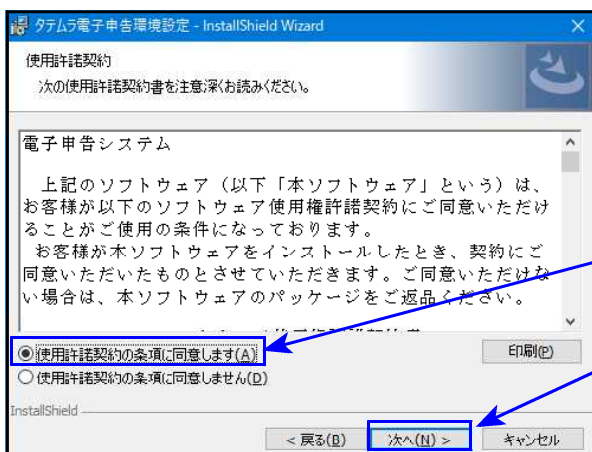 タテムラ電子申告環境設定 - InstallShield Wizard
使用許諾契約
次の使用許諾契約書を注意深くお読みください。
電子申告システム
上記のソフトウェア（以下「本ソフトウェア」という）は、
お客様が以下のソフトウェア使用権許諾契約にご同意いただけ
ることがご使用の条件になっております。
お客様が本ソフトウェアをインストールしたとき、契約にご
同意いただいたものとさせていただきます。ご同意いただけな
い場合は、本ソフトウェアのパッケージをご返品ください。
使用許諾契約の条項に同意します(A)
印刷(P)
使用許諾契約の条項に同意しません(D)
InstallShield
< 戻る(B) 次へ(N) > キャンセル